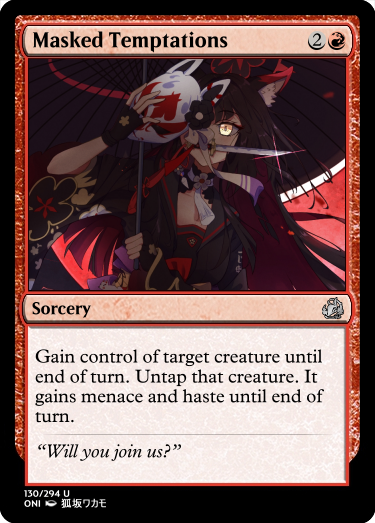 Masked Temptations 2
Sorcery
Gain control of target creature until
end of turn. Untap that creature. It
gains menace and haste until end of
turn.
“Will you join us?”
130/294 U
ONI 狐坂ワカモ